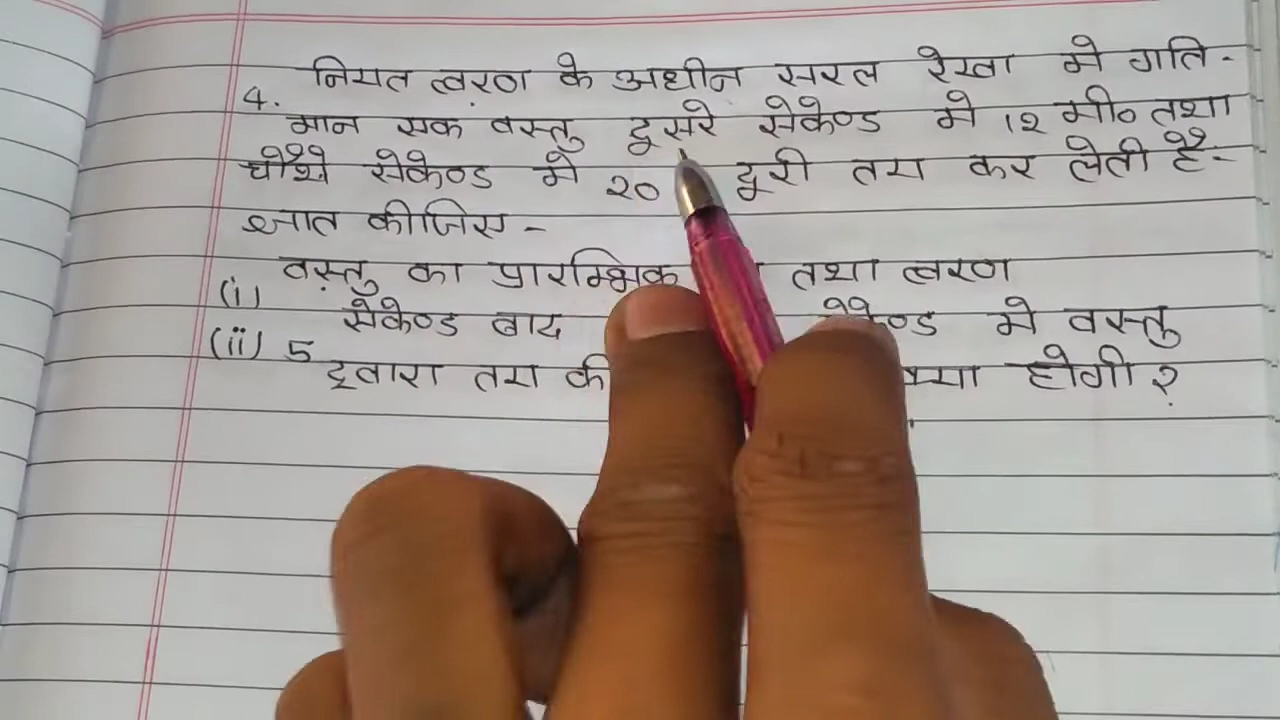 4. नियत त्वरण के अधीन सरल रेखा मे गति-
मान एक वस्तु दूसरे सेकेण्ड मे 12 मी० तथा
चौथे सेकेण्ड मे 20 दूरी तय कर लेती है-
ज्ञात कीजिए -
(i) वस्तु का प्रारम्भिक तथा त्वरण
(ii) 5 सेकेण्ड बाद मे वस्तु
द्वारा तय की होगी ?